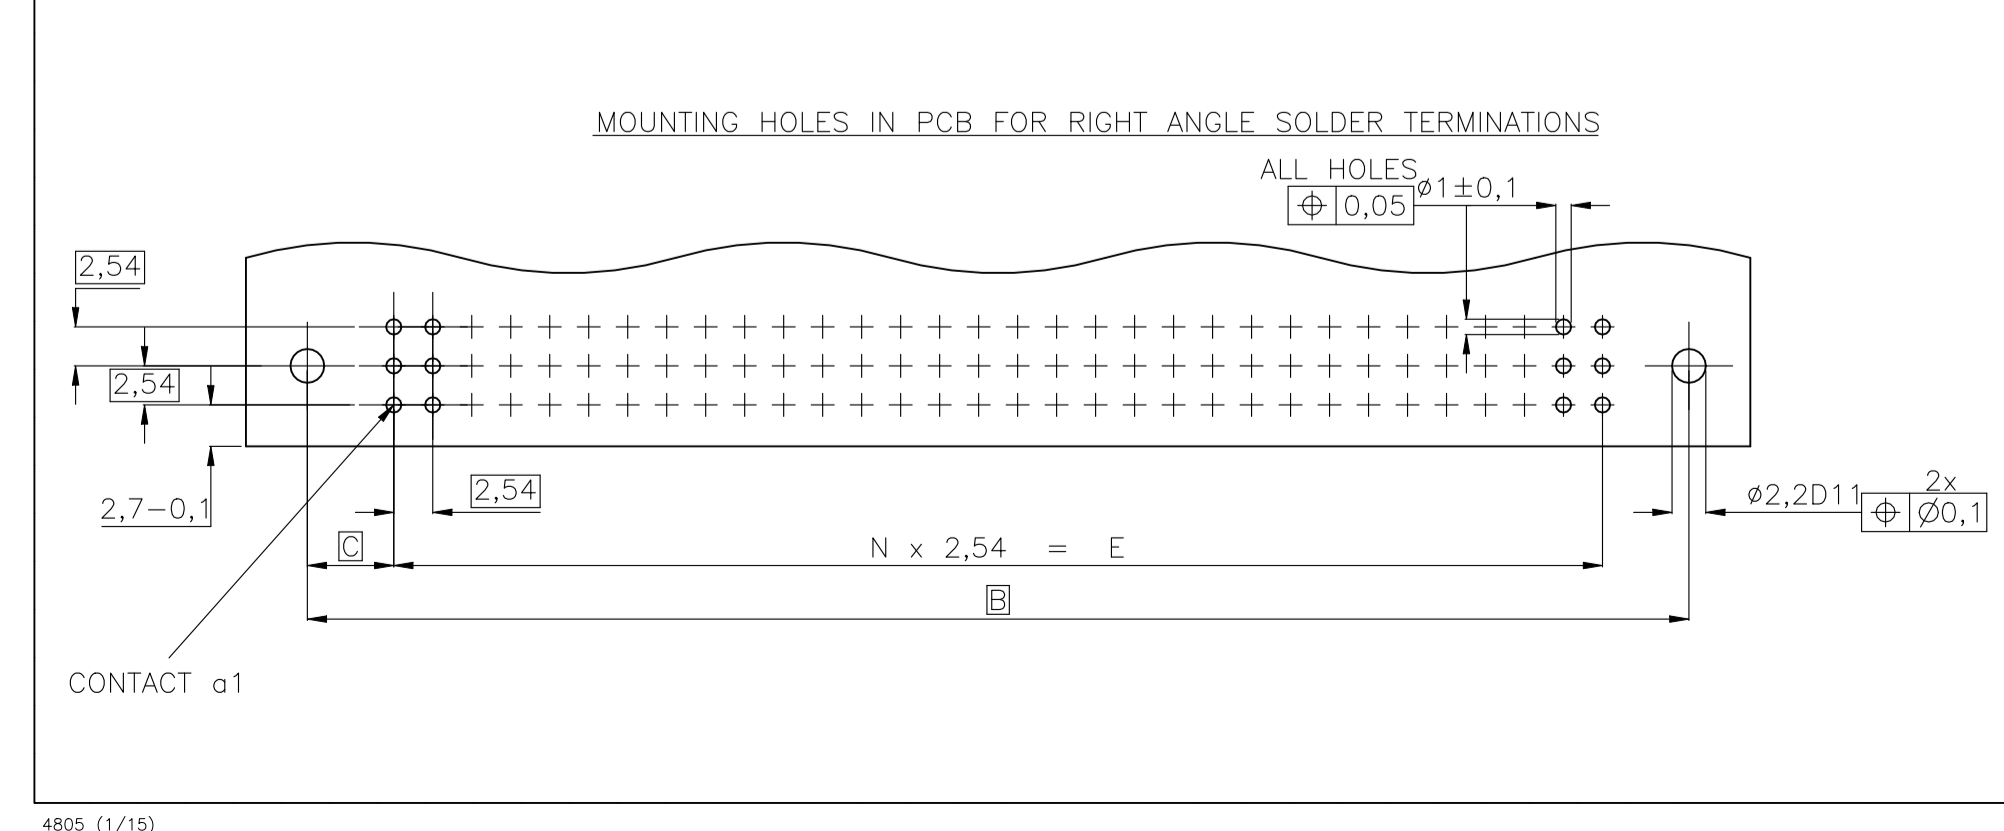 MOUNTING HOLES IN PCB FOR RIGHT ANGLE SOLDER TERMINATIONS
ALL HOLES
⌖ 0,05 ø1±0,1
2,54
2,54
2,7-0,1
2,54
ø2,2D11
2x
⌖ Ø0,1
C
N x 2,54 = E
B
CONTACT a1
4805 (1/15)